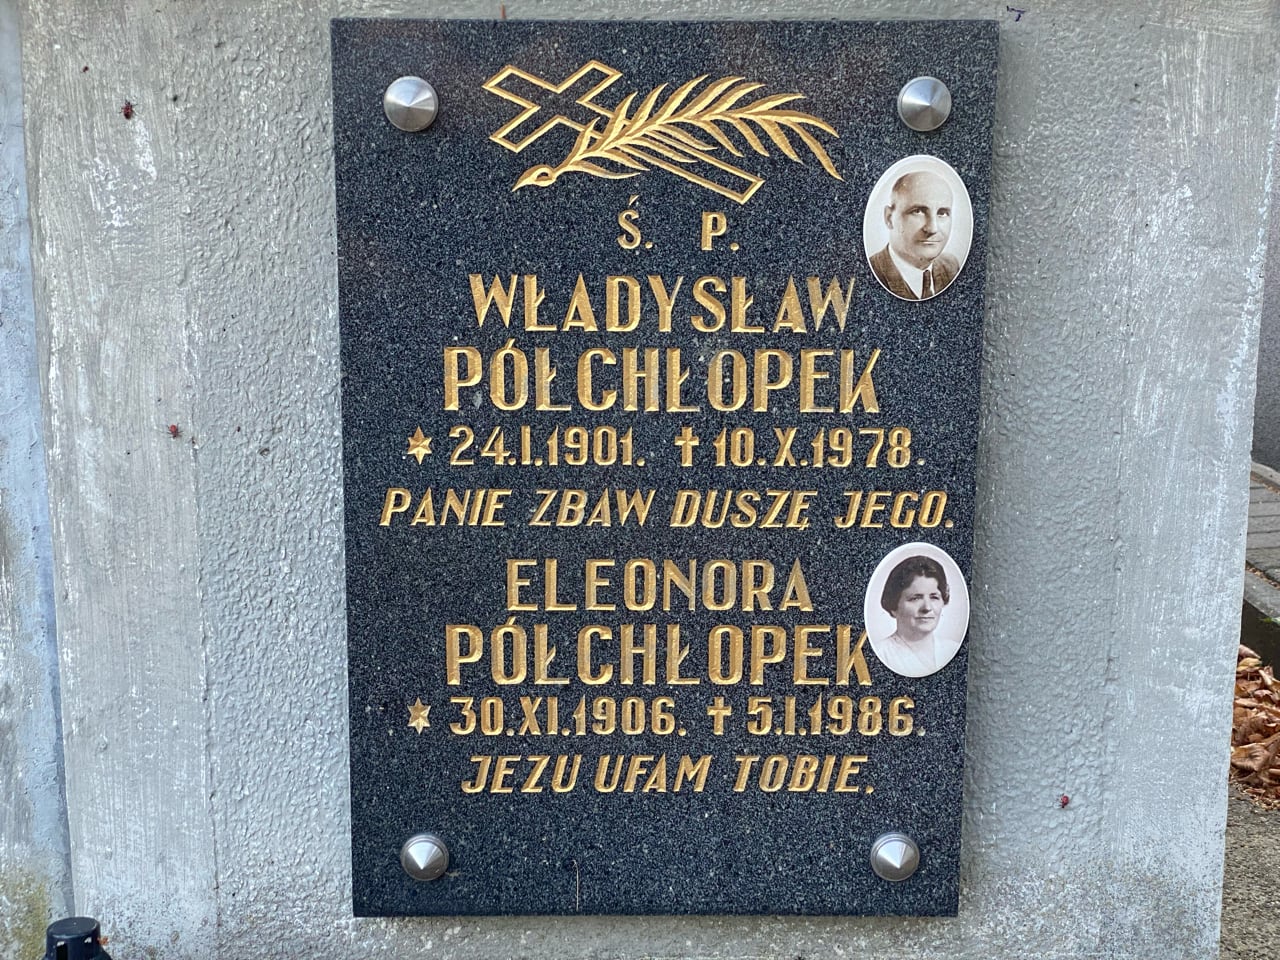 Ś. P.
WŁADYSŁAW
PÓŁCHŁOPEK
* 24.I.1901. ✝ 10.X.1978.
PANIE ZBAW DUSZĘ JEGO.
ELEONORA
PÓŁCHŁOPEK
* 30.XI.1906. ✝ 5.I.1986.
JEZU UFAM TOBIE.